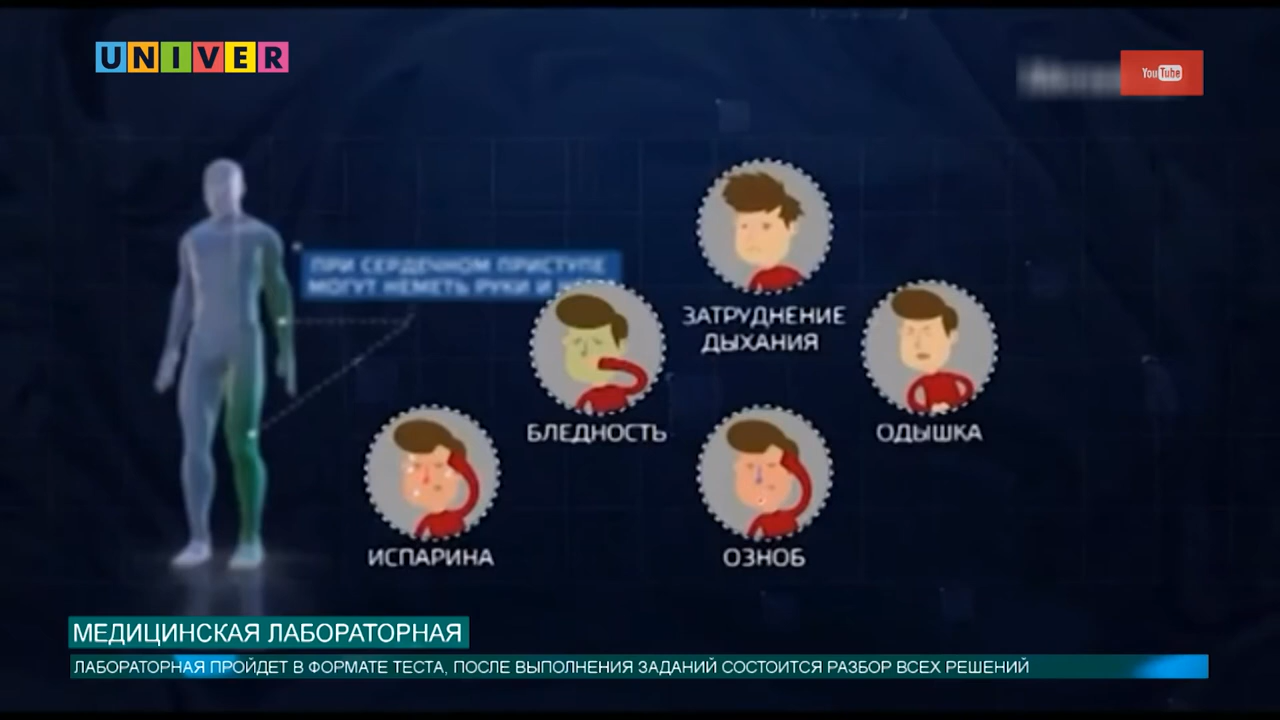 UNIVER
YouTube
ПРИ СЕРДЕЧНОМ ПРИСТУПЕ
МОГУТ НЕМЕТЬ РУКИ И
ЗАТРУДНЕНИЕ
ДЫХАНИЯ
БЛЕДНОСТЬ
ОДЫШКА
ИСПАРИНА
ОЗНОБ
МЕДИЦИНСКАЯ ЛАБОРАТОРНАЯ
ЛАБОРАТОРНАЯ ПРОЙДЕТ В ФОРМАТЕ ТЕСТА, ПОСЛЕ ВЫПОЛНЕНИЯ ЗАДАНИЙ СОСТОИТСЯ РАЗБОР ВСЕХ РЕШЕНИЙ